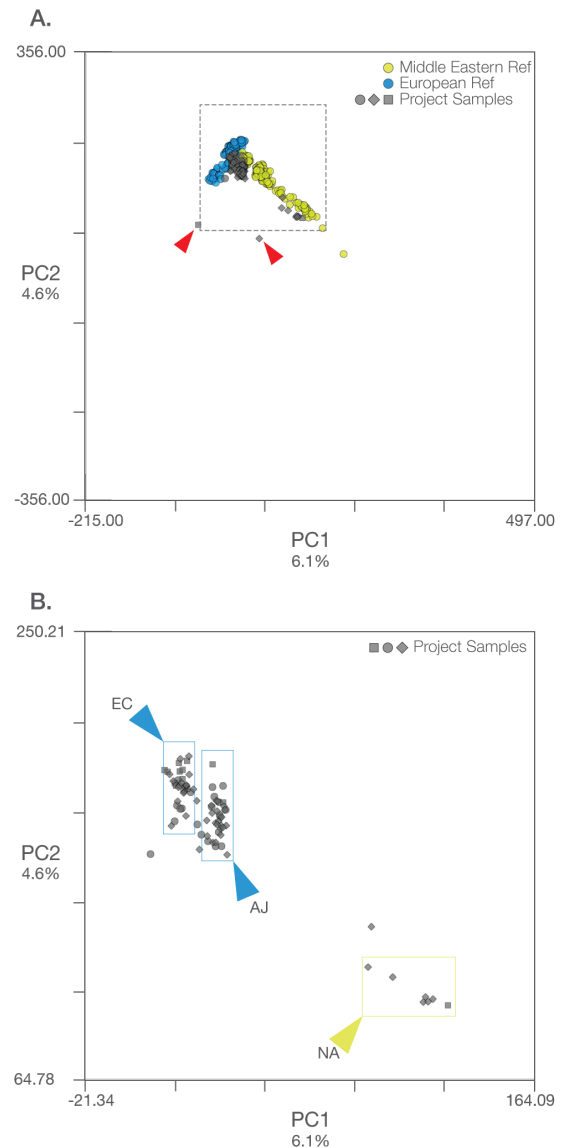 A.
356.00
Middle Eastern Ref
European Ref
Project Samples
PC2
4.6%
-356.00
-215.00
497.00
PC1
6.1%
B.
250.21
Project Samples
EC
PC2
4.6%
AJ
NA
64.78
-21.34
164.09
PC1
6.1%